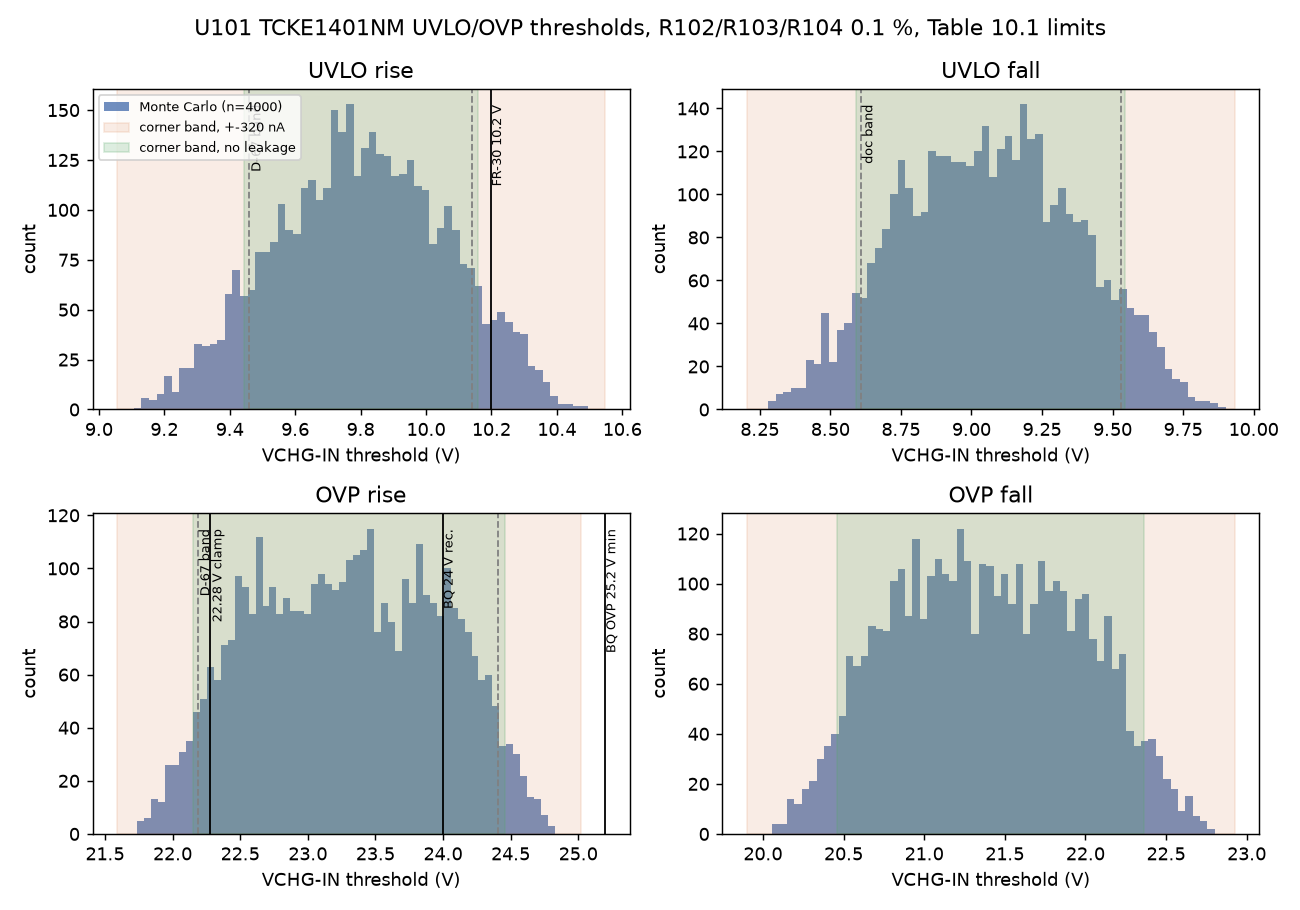 U101 TCKE1401NM UVLO/OVP thresholds, R102/R103/R104 0.1 %, Table 10.1 limits
UVLO rise
Monte Carlo (n=4000)
corner band, +-320 nA
corner band, no leakage
FR-30 10.2 V
count
0
25
50
75
100
125
150
9.0
9.2
9.4
9.6
9.8
10.0
10.2
10.4
10.6
VCHG-IN threshold (V)
UVLO fall
doc band
count
0
20
40
60
80
100
120
140
8.25
8.50
8.75
9.00
9.25
9.50
9.75
10.00
VCHG-IN threshold (V)
OVP rise
D-67 band
22.28 V clamp
BQ 24 V rec.
BQ OVP 25.2 V min
count
0
20
40
60
80
100
120
21.5
22.0
22.5
23.0
23.5
24.0
24.5
25.0
VCHG-IN threshold (V)
OVP fall
count
0
20
40
60
80
100
120
20.0
20.5
21.0
21.5
22.0
22.5
23.0
VCHG-IN threshold (V)